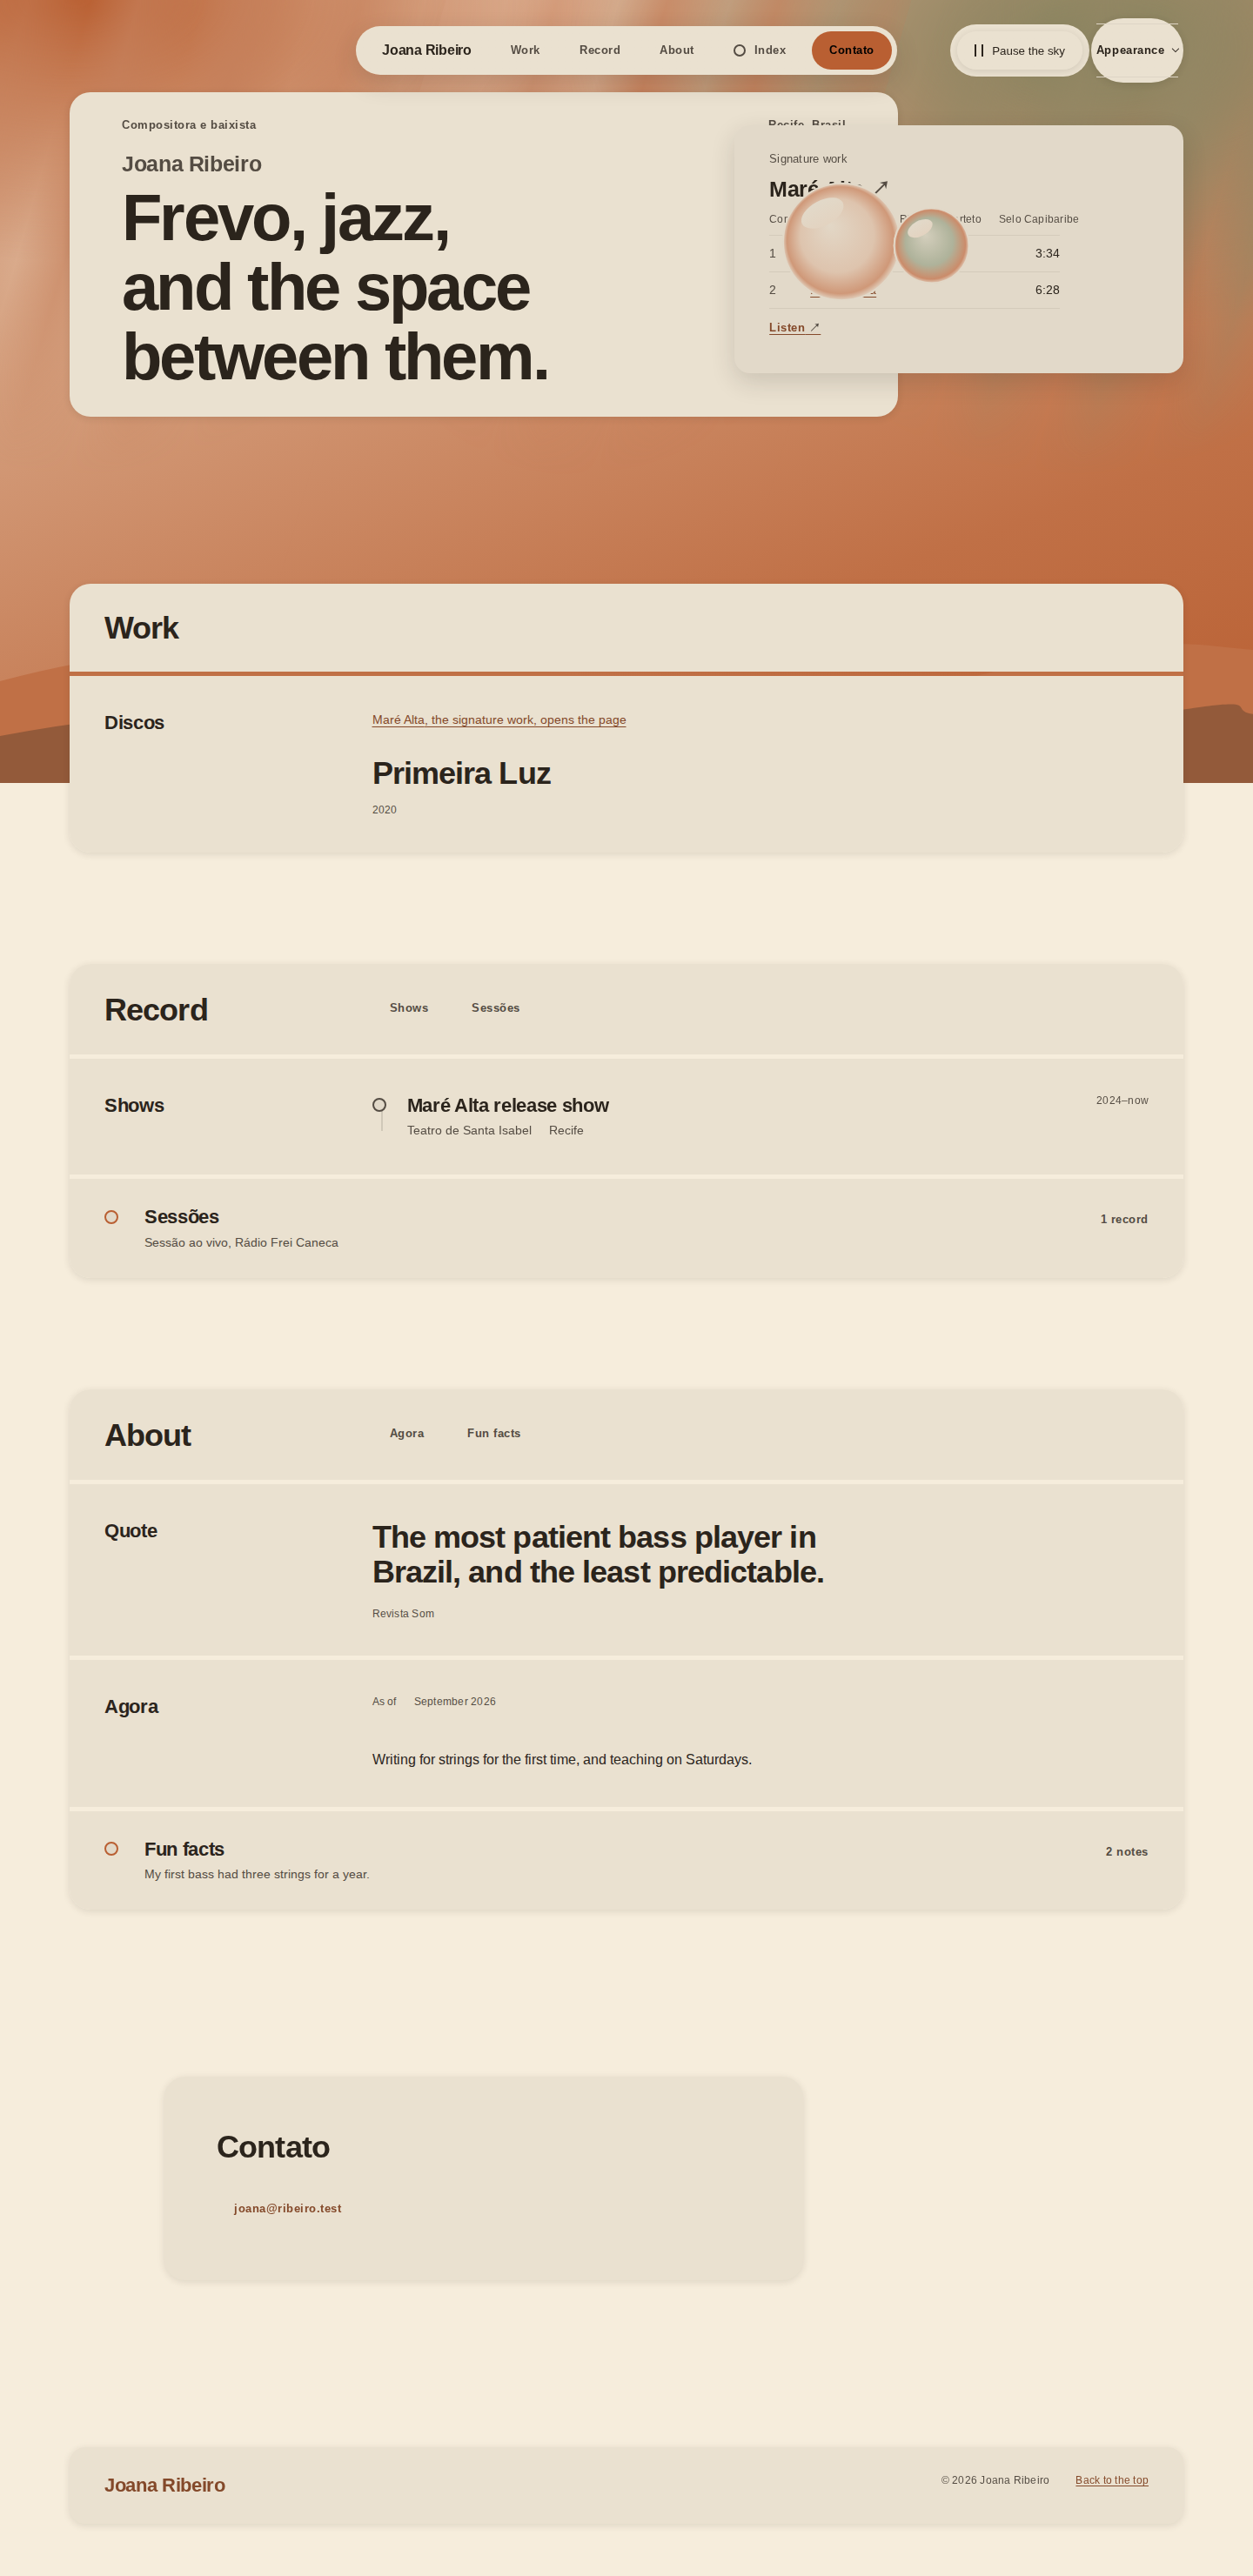 Joana Ribeiro Work Record About Index Contato Pause the sky Appearance
Compositora e baixista
Joana Ribeiro
Frevo, jazz,
and the space
between them.
Signature work
Selo Capibaribe
1 3:34
2 6:28
Listen ↗
Work
Discos
Maré Alta, the signature work, opens the page
Primeira Luz
2020
Record Shows Sessões
Shows
Maré Alta release show 2024–now
Teatro de Santa Isabel Recife
Sessões 1 record
Sessão ao vivo, Rádio Frei Caneca
About Agora Fun facts
Quote
The most patient bass player in
Brazil, and the least predictable.
Revista Som
Agora
As of September 2026
Writing for strings for the first time, and teaching on Saturdays.
Fun facts 2 notes
My first bass had three strings for a year.
Contato
joana@ribeiro.test
Joana Ribeiro © 2026 Joana Ribeiro Back to the top